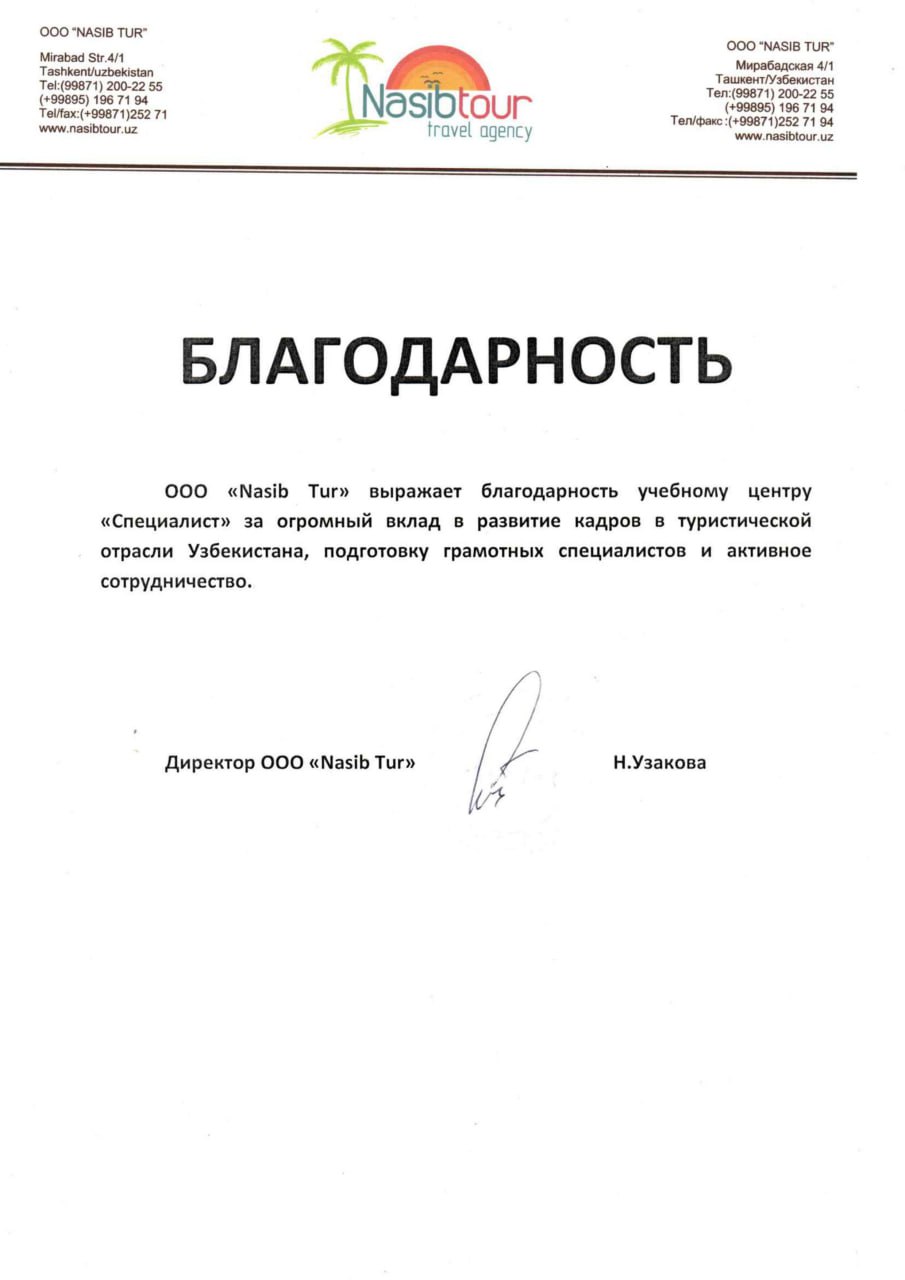 ООО "NASIB TUR"
Mirabad Str.4/1
Tashkent/uzbekistan
Tel:(99871) 200-22 55
(+99895) 196 71 94
Tel/fax:(+99871)252 71
www.nasibtour.uz
Nasibtour
travel agency
ООО "NASIB TUR"
Мирабадская 4/1
Ташкент/Узбекистан
Тел:(99871) 200-22 55
(+99895) 196 71 94
Тел/факс:(+99871)252 71 94
www.nasibtour.uz
БЛАГОДАРНОСТЬ
ООО «Nasib Tur» выражает благодарность учебному центру
«Специалист» за огромный вклад в развитие кадров в туристической
отрасли Узбекистана, подготовку грамотных специалистов и активное
сотрудничество.
Директор ООО «Nasib Tur» Н.Узакова